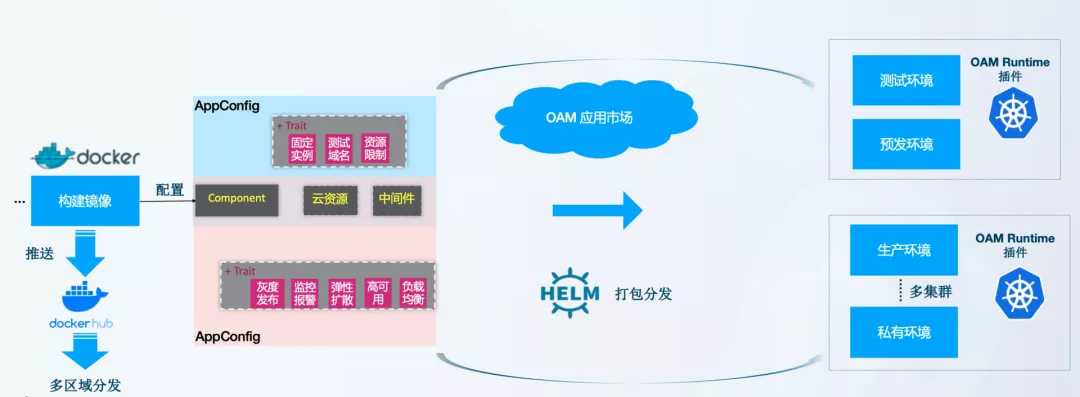 docker
...
构建镜像
推送
dockerhub
多区域分发
配置
AppConfig
+ Trait
固定
实例
测试
域名
资源
限制
Component
云资源
中间件
+ Trait
灰度
发布
监控
报警
弹性
扩散
高可
用
负载
均衡
AppConfig
OAM 应用市场
HELM
打包分发
测试环境
预发环境
OAM Runtime
插件
生产环境
多集群
私有环境
OAM Runtime
插件